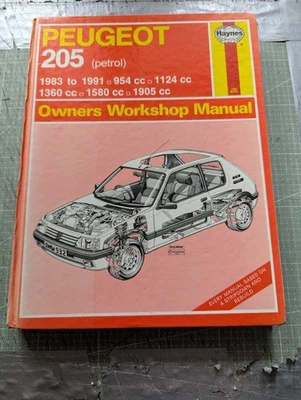 PEUGEOT
Haynes
205 (petrol)
1983 to 1991 □ 954 cc □ 1124 cc
1360 cc □ 1580 cc □ 1905 cc
Owners Workshop Manual
EVERY MANUAL BASED ON
A STRIPDOWN AND
REBUILD